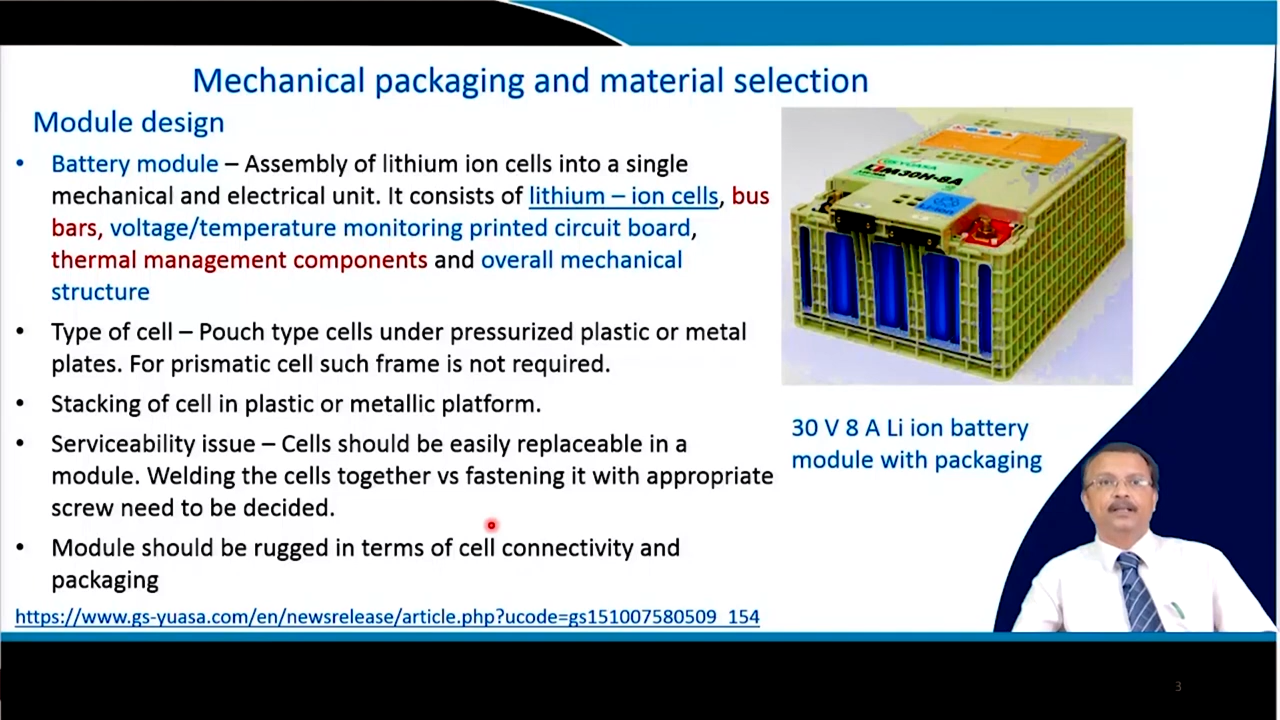 Mechanical packaging and material selection
Module design
• Battery module – Assembly of lithium ion cells into a single
mechanical and electrical unit. It consists of lithium – ion cells, bus
bars, voltage/temperature monitoring printed circuit board,
thermal management components and overall mechanical
structure
• Type of cell – Pouch type cells under pressurized plastic or metal
plates. For prismatic cell such frame is not required.
• Stacking of cell in plastic or metallic platform.
• Serviceability issue – Cells should be easily replaceable in a
module. Welding the cells together vs fastening it with appropriate
screw need to be decided.
• Module should be rugged in terms of cell connectivity and
packaging
https://www.gs-yuasa.com/en/newsrelease/article.php?ucode=gs151007580509_154
LIM30H-8A
30 V 8 A Li ion battery
module with packaging
3